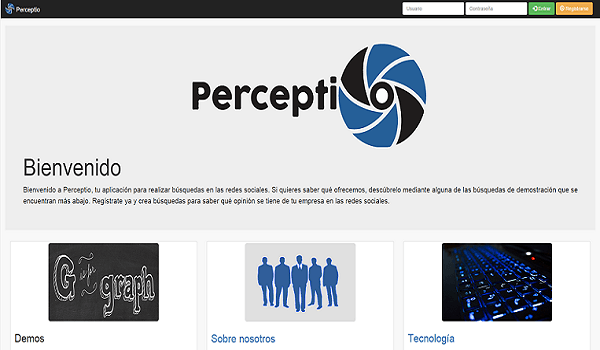 Perceptio Usuario Contraseña Entrar Registrarse
Perceptio
Bienvenido
Bienvenido a Perceptio, tu aplicación para realizar búsquedas en las redes sociales. Si quieres saber qué ofrecemos, descúbrelo mediante alguna de las búsquedas de demostración que se
encuentran más abajo. Regístrate ya y crea búsquedas para saber qué opinión se tiene de tu empresa en las redes sociales.
G is for graph
Demos Sobre nosotros Tecnología